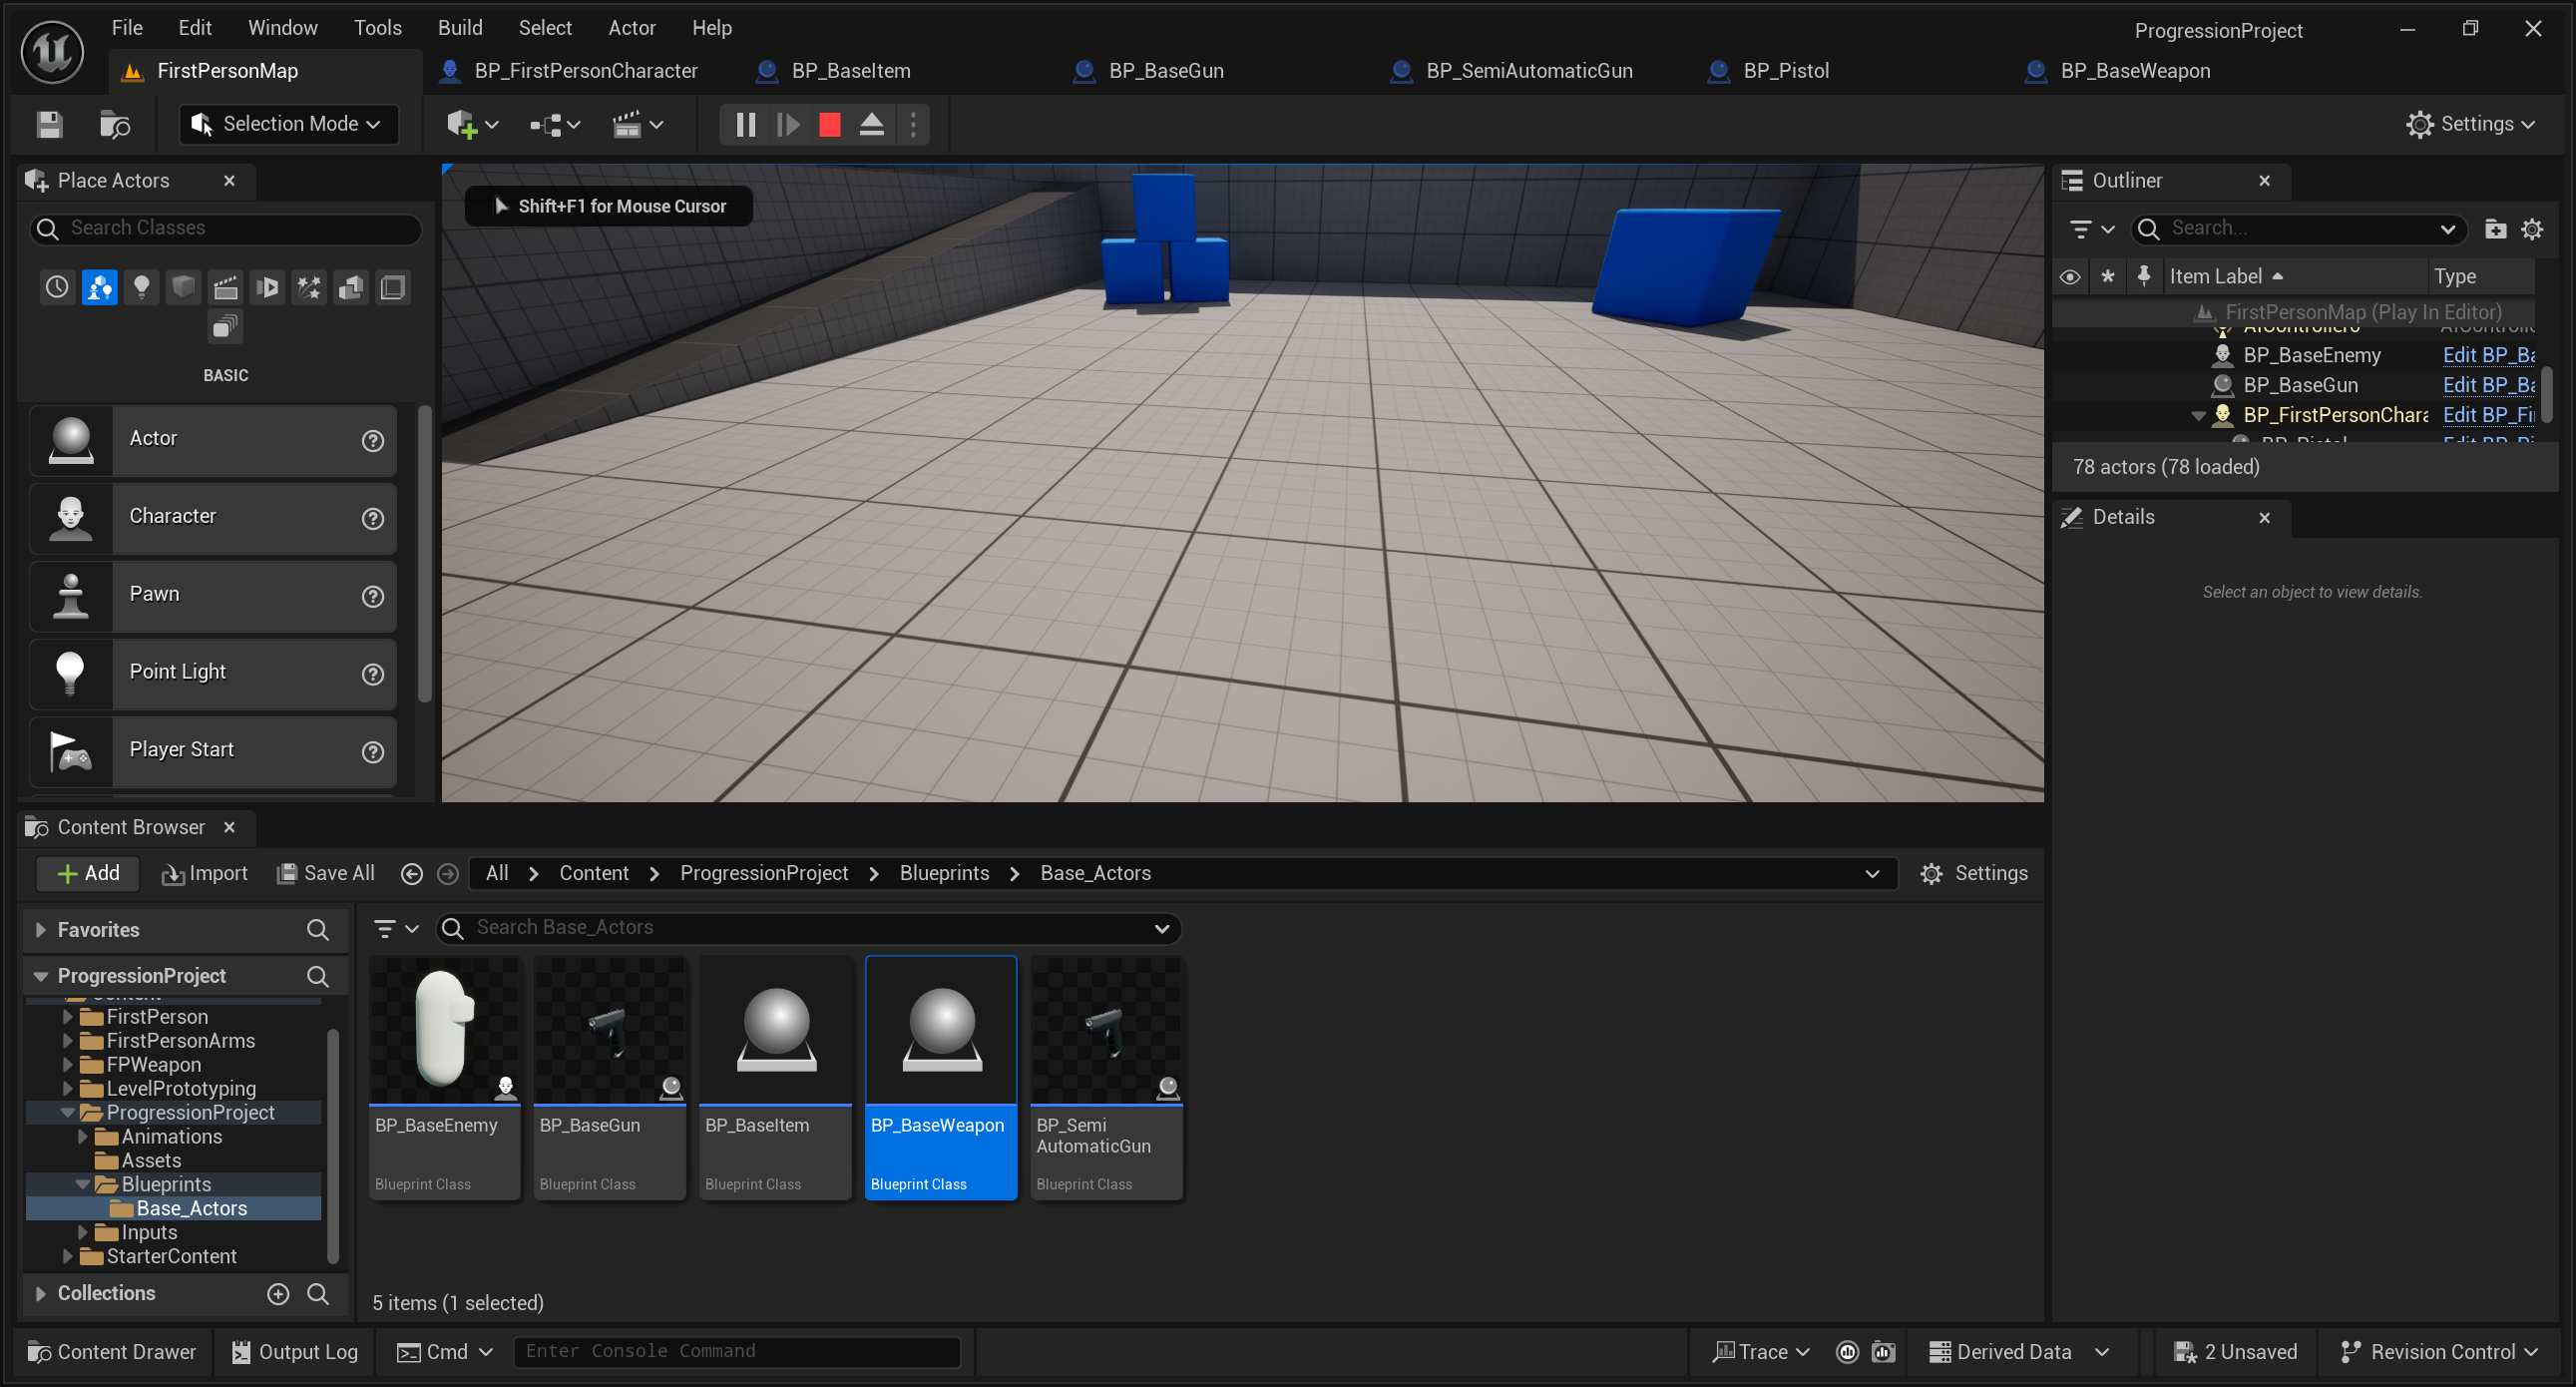 File Edit Window Tools Build Select Actor Help
ProgressionProject
FirstPersonMap
BP_FirstPersonCharacter
BP_BaseItem
BP_BaseGun
BP_SemiAutomaticGun
BP_Pistol
BP_BaseWeapon
Selection Mode
Settings
Place Actors
Search Classes
BASIC
Actor
Character
Pawn
Point Light
Player Start
Shift+F1 for Mouse Cursor
Outliner
Search...
Item Label Type
FirstPersonMap (Play In Editor)
BP_BaseEnemy Edit BP_Ba
BP_BaseGun Edit BP_Ba
BP_FirstPersonChara Edit BP_Fi
BP_Pistol Edit BP_Pi
78 actors (78 loaded)
Details
Select an object to view details.
Content Browser
Add Import Save All
All > Content > ProgressionProject > Blueprints > Base_Actors
Settings
Favorites
ProgressionProject
Content
FirstPerson
FirstPersonArms
FPWeapon
LevelPrototyping
ProgressionProject
Animations
Assets
Blueprints
Base_Actors
Inputs
StarterContent
Collections
Search Base_Actors
BP_BaseEnemy
Blueprint Class
BP_BaseGun
Blueprint Class
BP_BaseItem
Blueprint Class
BP_BaseWeapon
Blueprint Class
BP_Semi
AutomaticGun
Blueprint Class
5 items (1 selected)
Content Drawer
Output Log
Cmd
Enter Console Command
Trace
Derived Data
2 Unsaved
Revision Control